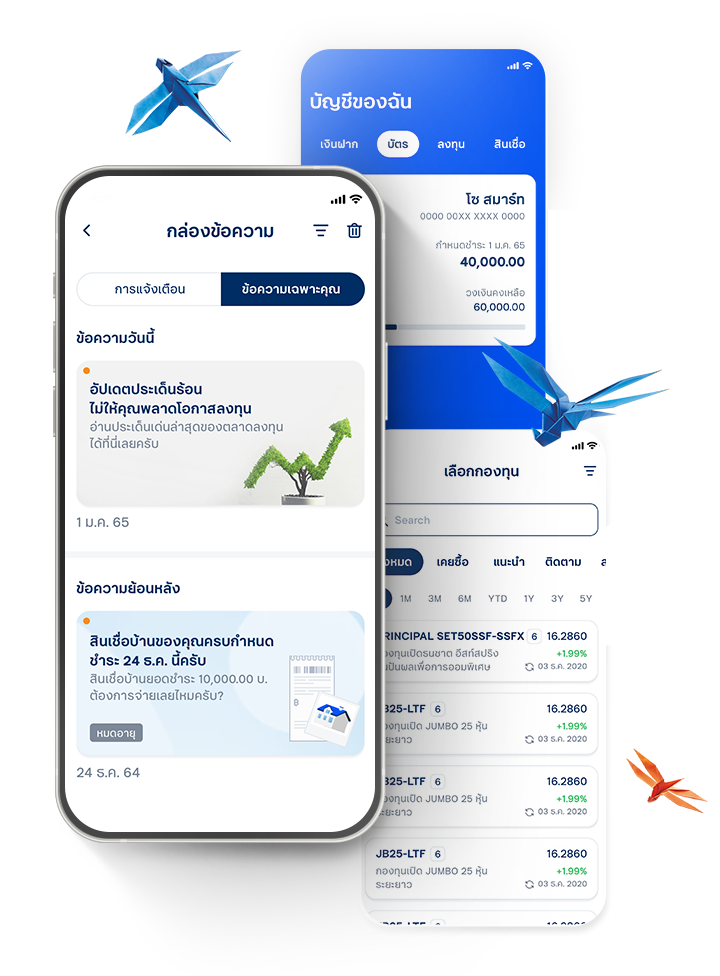 บัญชีของฉัน
เงินฝาก บัตร ลงทุน สินเชื่อ
โซ สมาร์ท
0000 00XX XXXX 0000
กำหนดชำระ 1 ม.ค. 65
40,000.00
วงเงินคงเหลือ
60,000.00
กล่องข้อความ
การแจ้งเตือน ข้อความเฉพาะคุณ
ข้อความวันนี้
อัปเดตประเด็นร้อน
ไม่ให้คุณพลาดโอกาสลงทุน
อ่านประเด็นเด่นล่าสุดของตลาดลงทุน
ได้ที่นี่เลยครับ
1 ม.ค. 65
ข้อความย้อนหลัง
สินเชื่อบ้านของคุณครบกำหนด
ชำระ 24 ธ.ค. นี้ครับ
สินเชื่อบ้านยอดชำระ 10,000.00 บ.
ต้องการจ่ายเลยไหมครับ?
หมดอายุ
฿
24 ธ.ค. 64
เลือกกองทุน
Search
เคยซื้อ แนะนำ ติดตาม
1M 3M 6M YTD 1Y 3Y 5Y
RINCIPAL SET50SSF-SSFX 6 16.2860
องทุนเปิดธนชาต อีสท์สปริง +1.99%
นปันผลเพื่อการออมพิเศษ 03 ธ.ค. 2020
B25-LTF 6 16.2860
องทุนเปิด JUMBO 25 หุ้น +1.99%
ะยะยาว 03 ธ.ค. 2020
B25-LTF 6 16.2860
องทุนเปิด JUMBO 25 หุ้น +1.99%
ะยะยาว 03 ธ.ค. 2020
JB25-LTF 6 16.2860
กองทุนเปิด JUMBO 25 หุ้น +1.99%
ระยะยาว 03 ธ.ค. 2020